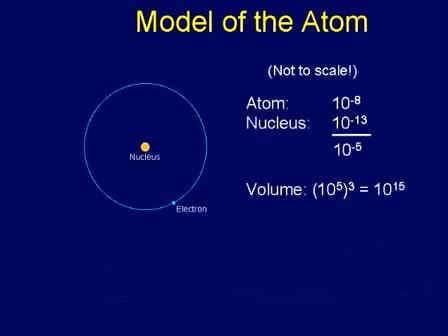 Model of the Atom
(Not to scale!)
Atom: 10⁻⁸
Nucleus: 10⁻¹³
10⁻⁵
Nucleus
Volume: (10⁵)³ = 10¹⁵
Electron